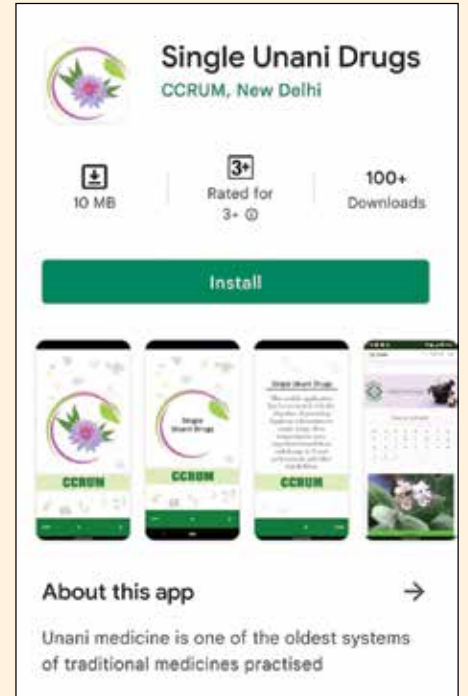 Single Unani Drugs
CCRUM, New Delhi
10 MB
3+
Rated for
3+
100+
Downloads
Install
CCRUM
Single
Unani Drugs
CCRUM
Single Unani Drugs
CCRUM
About this app
Unani medicine is one of the oldest systems
of traditional medicines practised